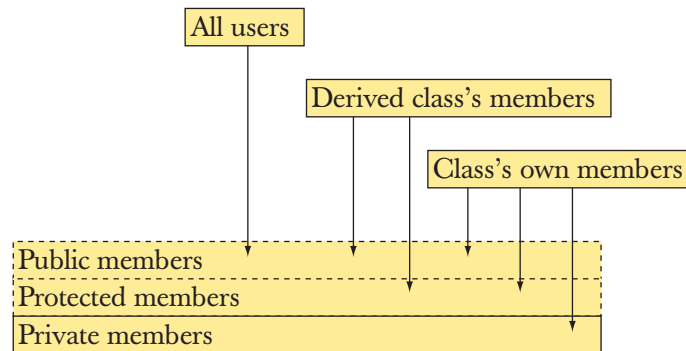 All users
Derived class’s members
Class’s own members
Public members
Protected members
Private members